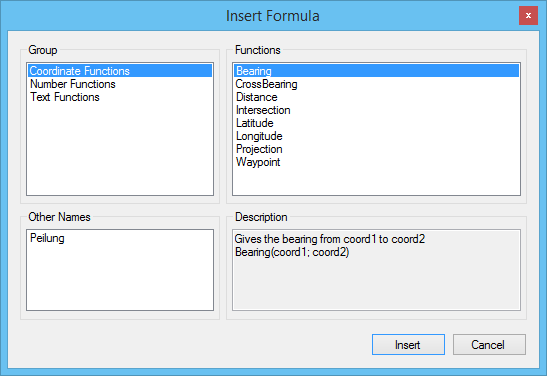 Insert Formula
x
Group
Coordinate Functions
Number Functions
Text Functions
Functions
Bearing
CrossBearing
Distance
Intersection
Latitude
Longitude
Projection
Waypoint
Other Names
Peilung
Description
Gives the bearing from coord1 to coord2
Bearing(coord1; coord2)
Insert
Cancel